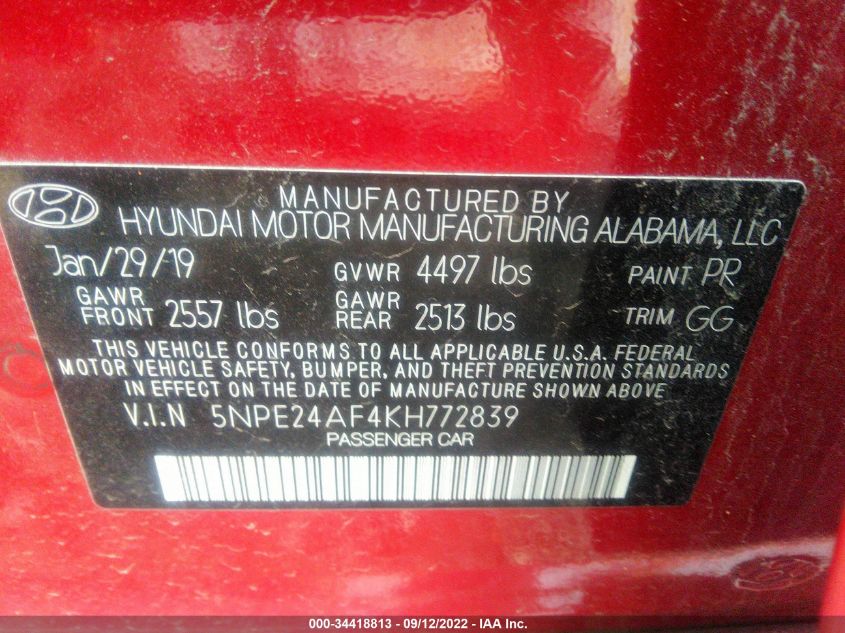 MANUFACTURED BY
HYUNDAI MOTOR MANUFACTURING ALABAMA, LLC
Jan/29/19 GVWR 4497 lbs PAINT PR
GAWR FRONT 2557 lbs GAWR REAR 2513 lbs TRIM GG
THIS VEHICLE CONFORMS TO ALL APPLICABLE U.S.A. FEDERAL
MOTOR VEHICLE SAFETY, BUMPER, AND THEFT PREVENTION STANDARDS
IN EFFECT ON THE DATE OF MANUFACTURE SHOWN ABOVE
V.I.N 5NPE24AF4KH772839
PASSENGER CAR
000-34418813 - 09/12/2022 - IAA Inc.